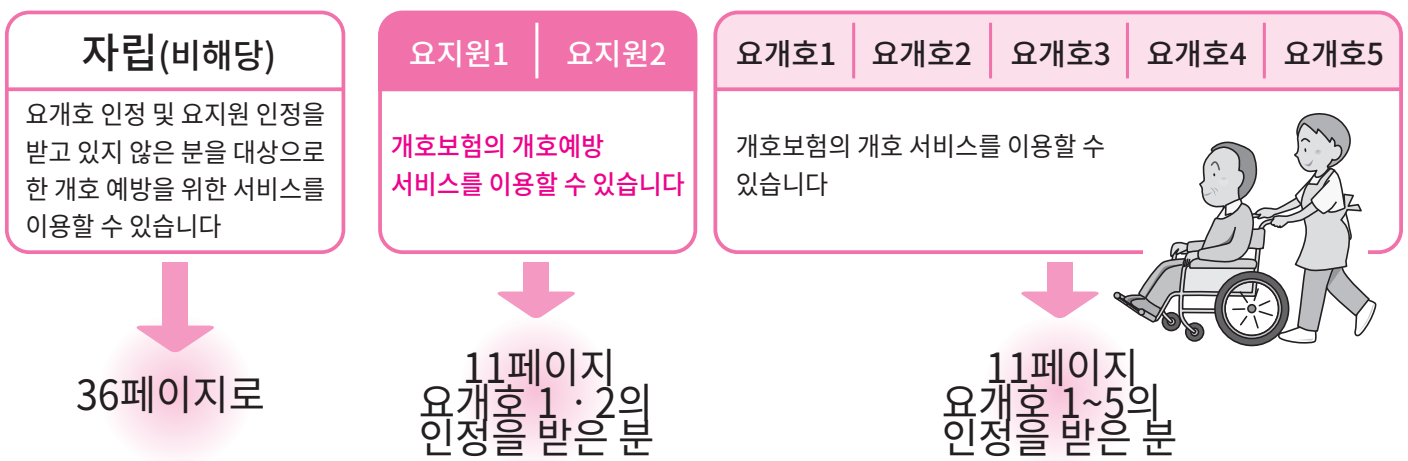 자립(비해당)
요개호 인정 및 요지원 인정을
받고 있지 않은 분을 대상으로
한 개호 예방을 위한 서비스를
이용할 수 있습니다
36페이지로
요지원1 요지원2
개호보험의 개호예방
서비스를 이용할 수 있습니다
11페이지
요개호 1 · 2의
인정을 받은 분
요개호1 요개호2 요개호3 요개호4 요개호5
개호보험의 개호 서비스를 이용할 수
있습니다
11페이지
요개호 1~5의
인정을 받은 분